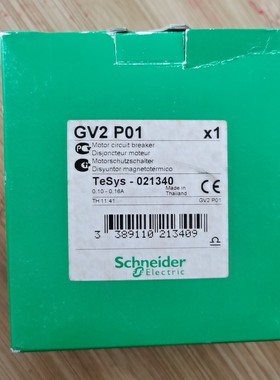 GV2 P01 x1
Motor circuit breaker
Disjoncteur moteur
Motorschutzschalter
Disyuntor magnetotérmico
TeSys - 021340
0.10 - 0.16A
Made in
Thailand
CE
TH 11 41
GV2 P01
3 389110 213409
Schneider
Electric